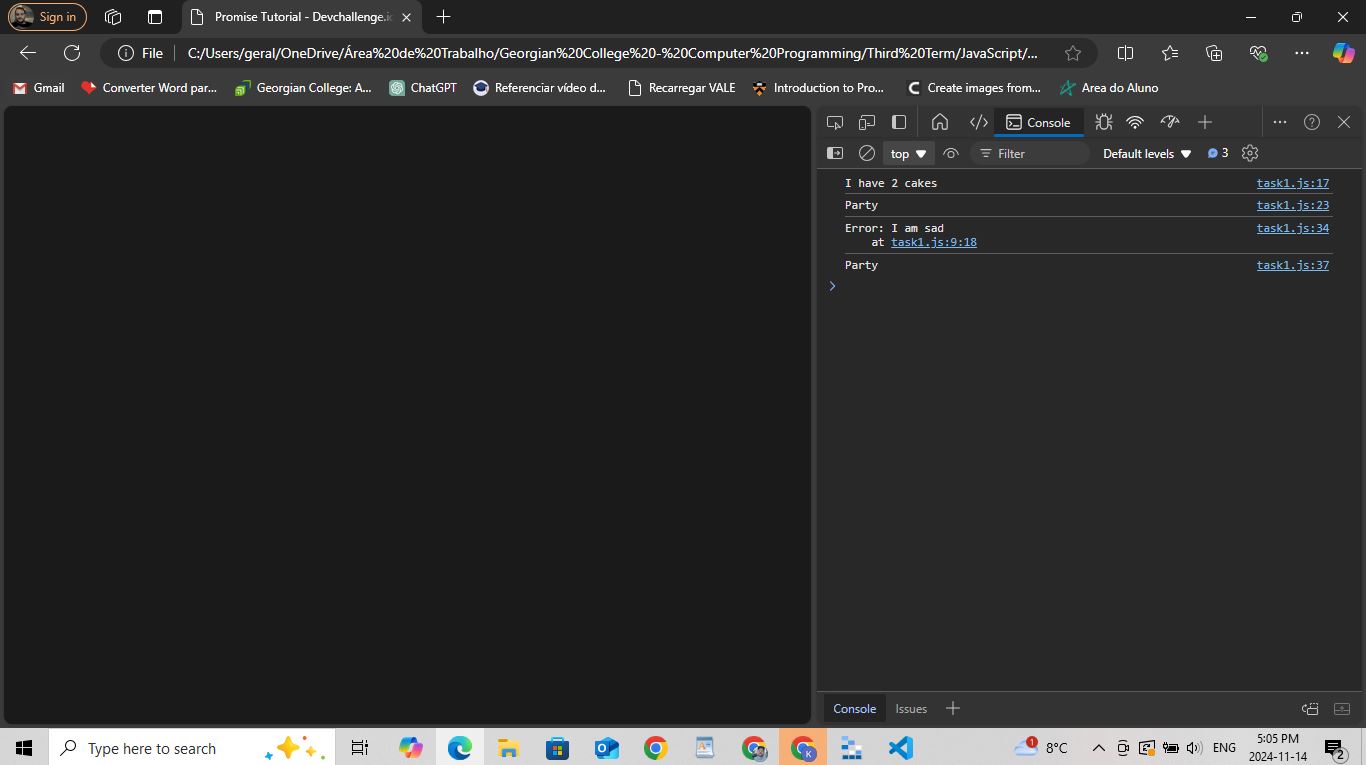 Sign in
Promise Tutorial - Devchallenge.io
File
C:/Users/geral/OneDrive/Área%20de%20Trabalho/Georgian%20College%20-%20Computer%20Programming/Third%20Term/JavaScript/...
Gmail
Converter Word par...
Georgian College: A...
ChatGPT
Referenciar vídeo d...
Recarregar VALE
Introduction to Pro...
Create images from...
Area do Aluno
Console
top
Filter
Default levels
3
I have 2 cakes task1.js:17
Party task1.js:23
Error: I am sad task1.js:34
at task1.js:9:18
Party task1.js:37
Console
Issues
Type here to search
1
8°C
ENG
5:05 PM
2024-11-14
2